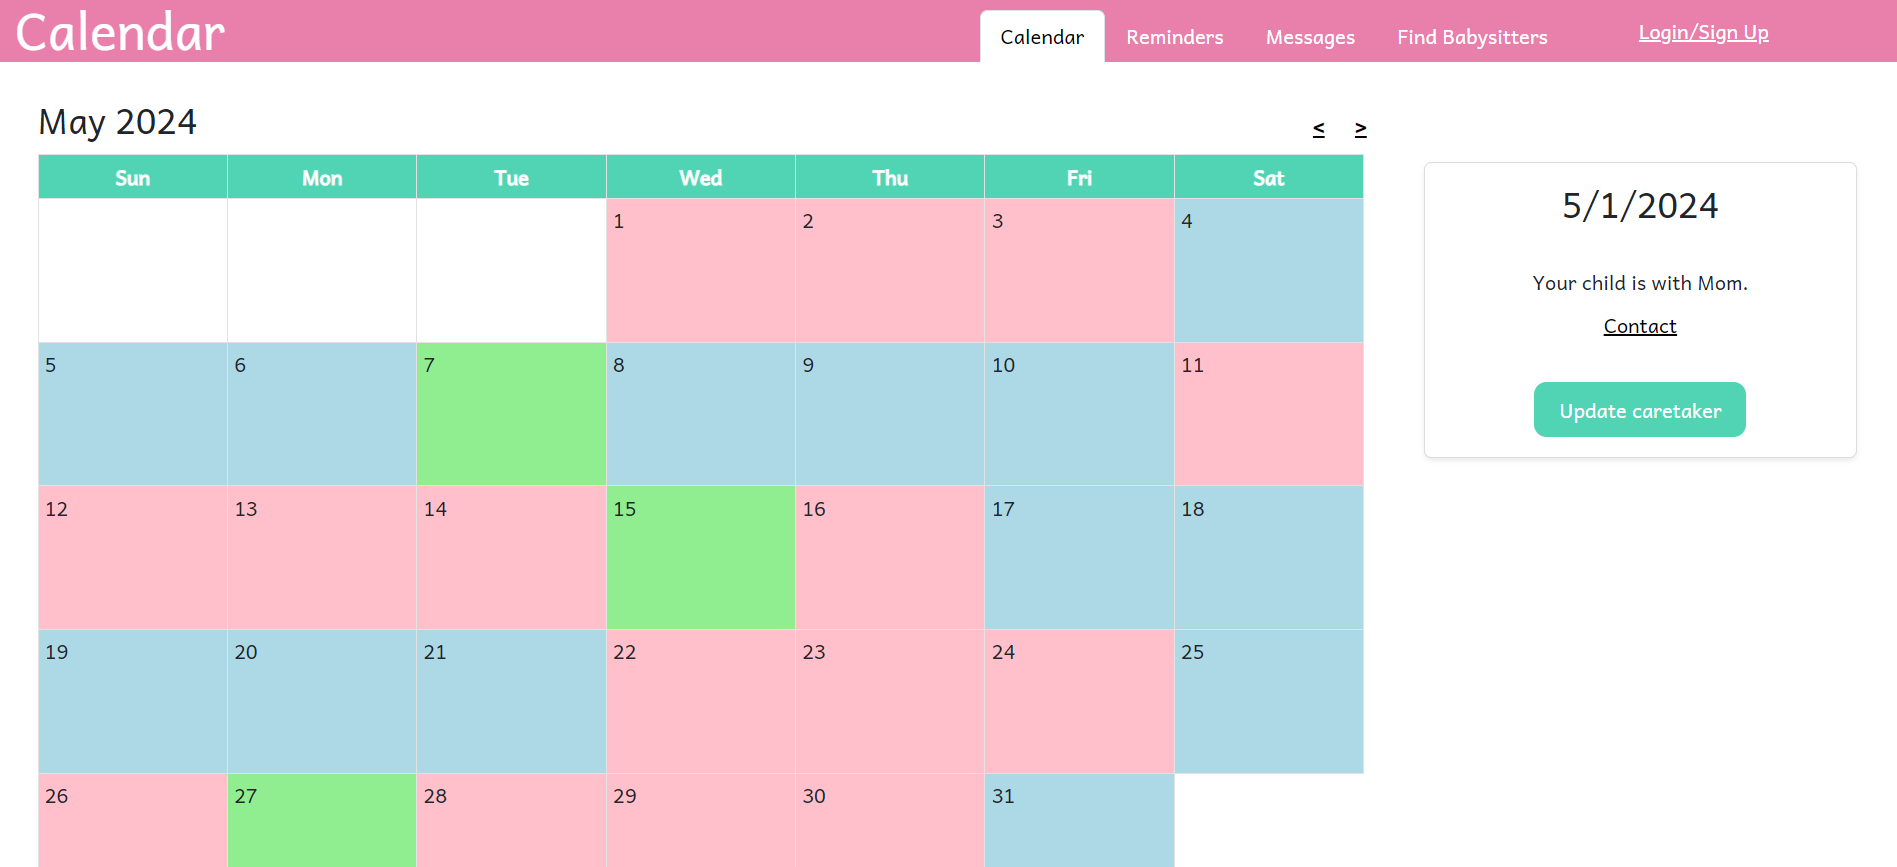 Calendar
Calendar Reminders Messages Find Babysitters Login/Sign Up
May 2024
< >
Sun Mon Tue Wed Thu Fri Sat
1 2 3 4
5 6 7 8 9 10 11
12 13 14 15 16 17 18
19 20 21 22 23 24 25
26 27 28 29 30 31
5/1/2024
Your child is with Mom.
Contact
Update caretaker